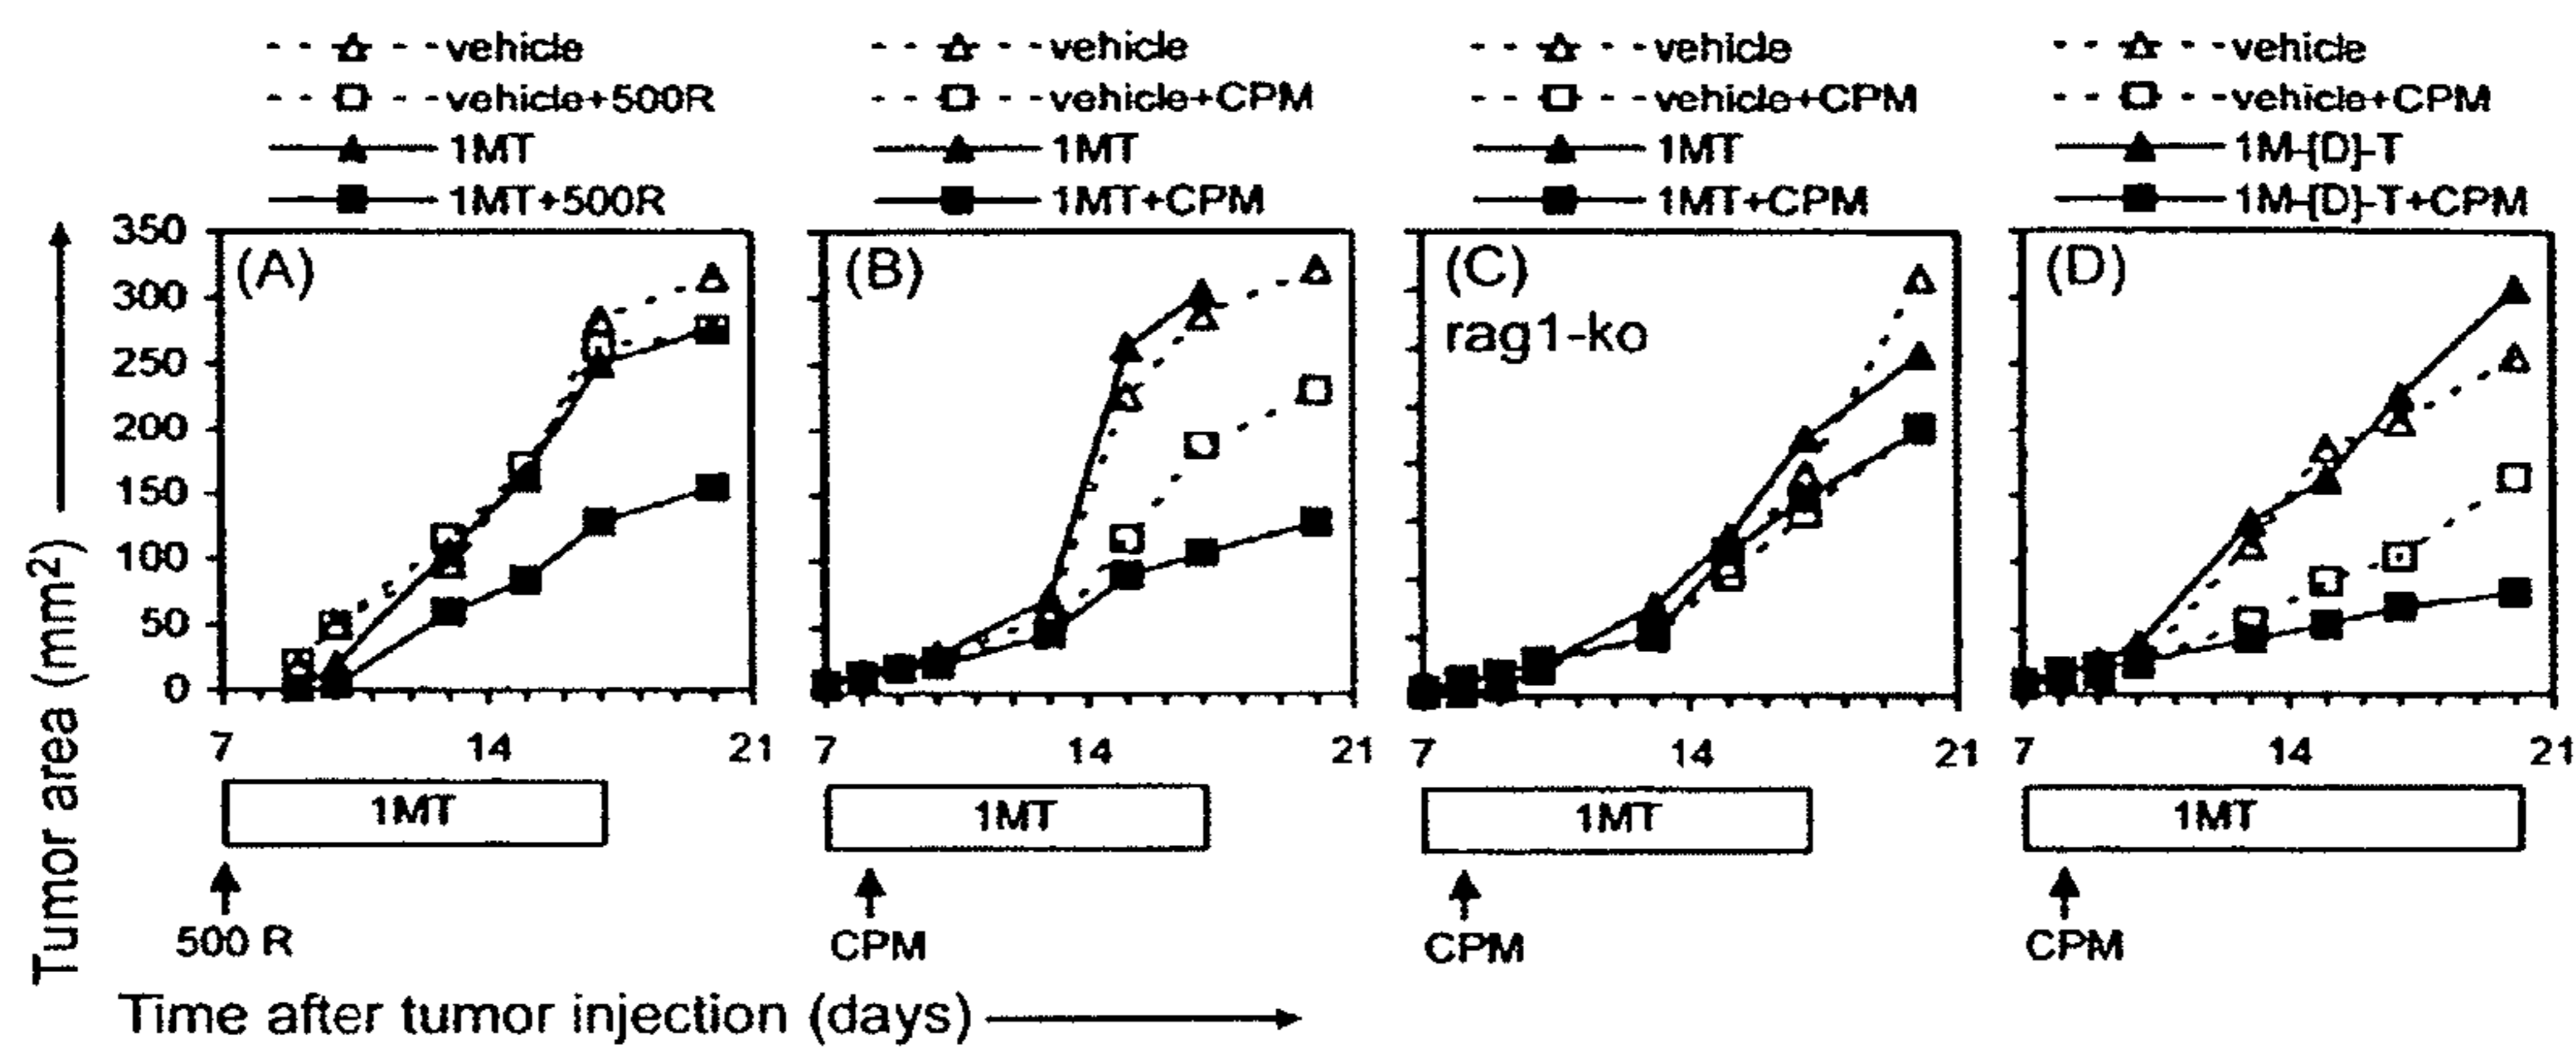 vehicle
vehicle+500R
1MT
1MT+500R
vehicle
vehicle+CPM
1MT
1MT+CPM
vehicle
vehicle+CPM
1MT
1MT+CPM
vehicle
vehicle+CPM
1M-[D]-T
1M-[D]-T+CPM
Tumor area (mm²)
350
300
250
200
150
100
50
0
(A)
(B)
(C)
rag1-ko
(D)
7 14 21
7 14 21
7 14 21
7 14 21
1MT
1MT
1MT
1MT
500 R
CPM
CPM
CPM
Time after tumor injection (days)